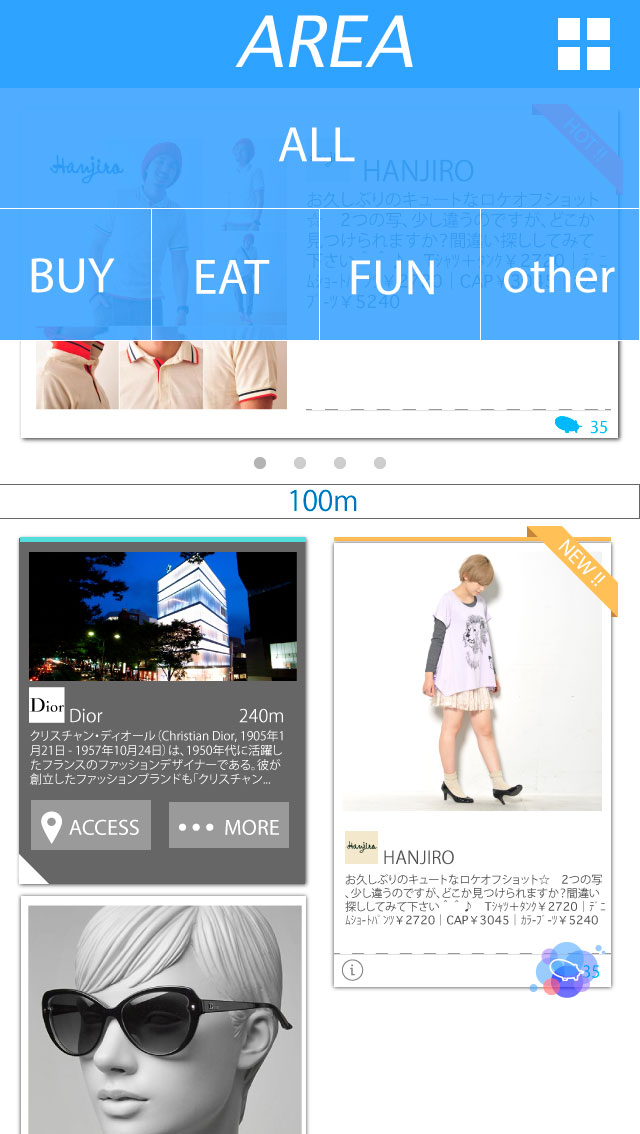 AREA
ALL
BUY
EAT
FUN
other
Hanjiro
HOT !!
HANJIRO
お久しぶりのキュートなロケオフショット
☆　2つの写、少し違うのですが、どこか
見つけられますか?間違い探ししてみて
下さい＾＾♪　Tｼｬﾂ＋ﾀﾝｸ￥2720｜ﾃﾞﾆ
ﾑｼｮｰﾄﾊﾟﾝﾂ￥2720｜CAP￥3045｜ｶﾗｰ
ﾌﾞｰﾂ￥5240
35
100m
Dior
Dior
240m
クリスチャン・ディオール（Christian Dior, 1905年1
月21日 - 1957年10月24日）は、1950年代に活躍し
たフランスのファッションデザイナーである。彼が
創立したファッションブランドも「クリスチャン...
ACCESS
MORE
NEW !!
Hanjiro
HANJIRO
お久しぶりのキュートなロケオフショット☆　2つの写
、少し違うのですが、どこか見つけられますか?間違い
探ししてみて下さい＾＾♪　Tｼｬﾂ＋ﾀﾝｸ￥2720｜ﾃﾞﾆ
ﾑｼｮｰﾄﾊﾟﾝﾂ￥2720｜CAP￥3045｜ｶﾗｰﾌﾞｰﾂ￥5240
i
35
Dior